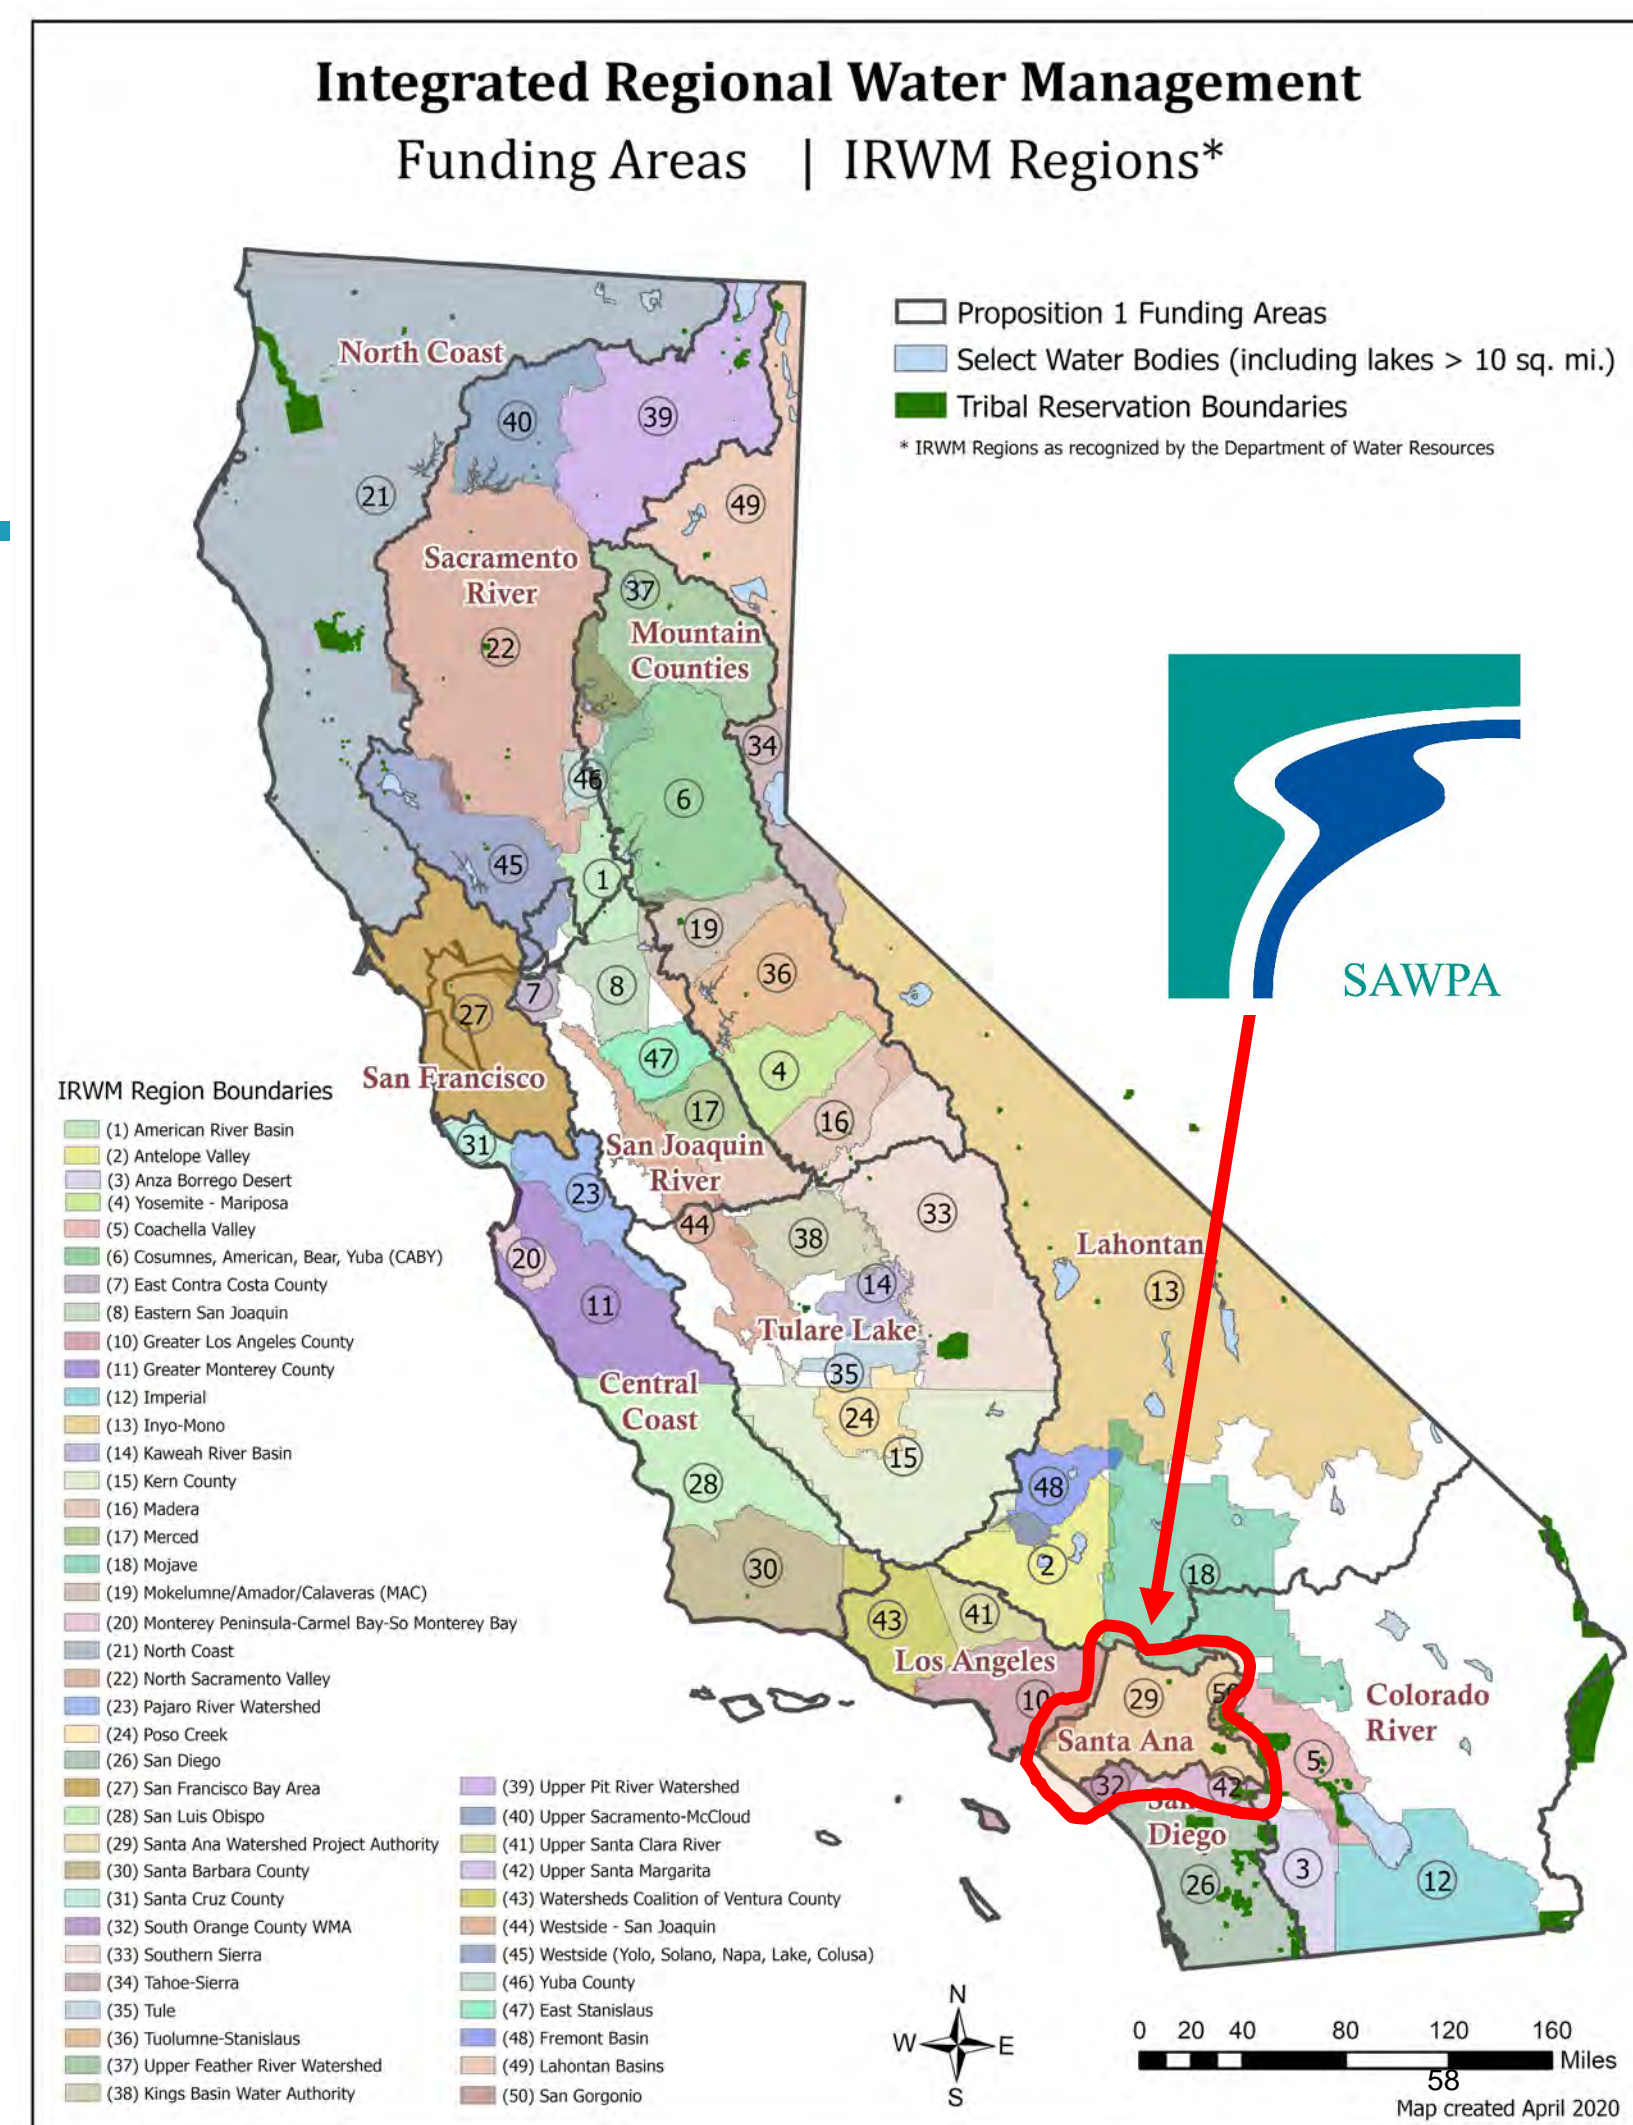 Integrated Regional Water Management
Funding Areas | IRWM Regions*
Proposition 1 Funding Areas
Select Water Bodies (including lakes > 10 sq. mi.)
Tribal Reservation Boundaries
* IRWM Regions as recognized by the Department of Water Resources
North Coast
40
39
21
49
Sacramento
River
37
22
Mountain
Counties
34
46
6
45
1
19
36
8
7
27
SAWPA
47
4
San Francisco
17
16
31
San Joaquin
River
23
33
44
38
Lahontan
20
14
13
11
Tulare Lake
35
Central
Coast
24
15
28
48
30
2
18
43
41
Los Angeles
10
29
50
Colorado
River
Santa Ana
5
32
42
San
Diego
26
3
12
IRWM Region Boundaries
(1) American River Basin
(2) Antelope Valley
(3) Anza Borrego Desert
(4) Yosemite - Mariposa
(5) Coachella Valley
(6) Cosumnes, American, Bear, Yuba (CABY)
(7) East Contra Costa County
(8) Eastern San Joaquin
(10) Greater Los Angeles County
(11) Greater Monterey County
(12) Imperial
(13) Inyo-Mono
(14) Kaweah River Basin
(15) Kern County
(16) Madera
(17) Merced
(18) Mojave
(19) Mokelumne/Amador/Calaveras (MAC)
(20) Monterey Peninsula-Carmel Bay-So Monterey Bay
(21) North Coast
(22) North Sacramento Valley
(23) Pajaro River Watershed
(24) Poso Creek
(26) San Diego
(27) San Francisco Bay Area
(28) San Luis Obispo
(29) Santa Ana Watershed Project Authority
(30) Santa Barbara County
(31) Santa Cruz County
(32) South Orange County WMA
(33) Southern Sierra
(34) Tahoe-Sierra
(35) Tule
(36) Tuolumne-Stanislaus
(37) Upper Feather River Watershed
(38) Kings Basin Water Authority
(39) Upper Pit River Watershed
(40) Upper Sacramento-McCloud
(41) Upper Santa Clara River
(42) Upper Santa Margarita
(43) Watersheds Coalition of Ventura County
(44) Westside - San Joaquin
(45) Westside (Yolo, Solano, Napa, Lake, Colusa)
(46) Yuba County
(47) East Stanislaus
(48) Fremont Basin
(49) Lahontan Basins
(50) San Gorgonio
N
W E
S
0 20 40 80 120 160
Miles
58
Map created April 2020